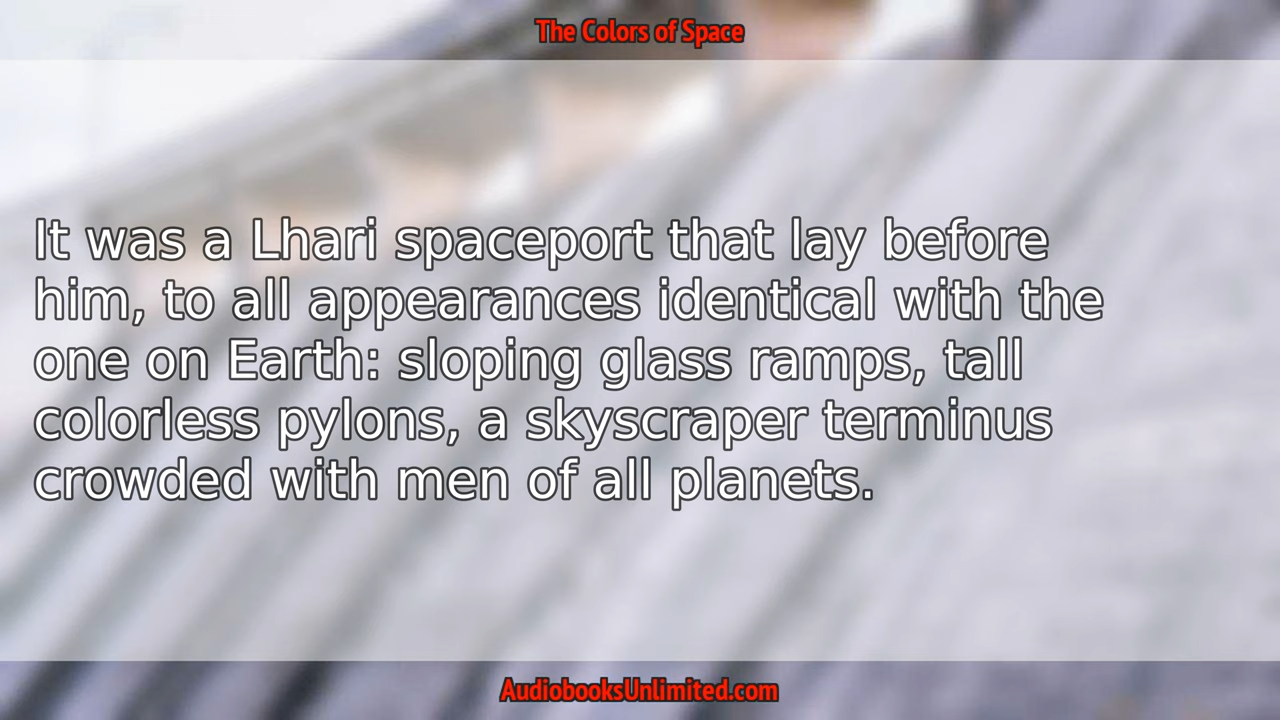 The Colors of Space
It was a Lhari spaceport that lay before
him, to all appearances identical with the
one on Earth: sloping glass ramps, tall
colorless pylons, a skyscraper terminus
crowded with men of all planets.
AudiobooksUnlimited.com